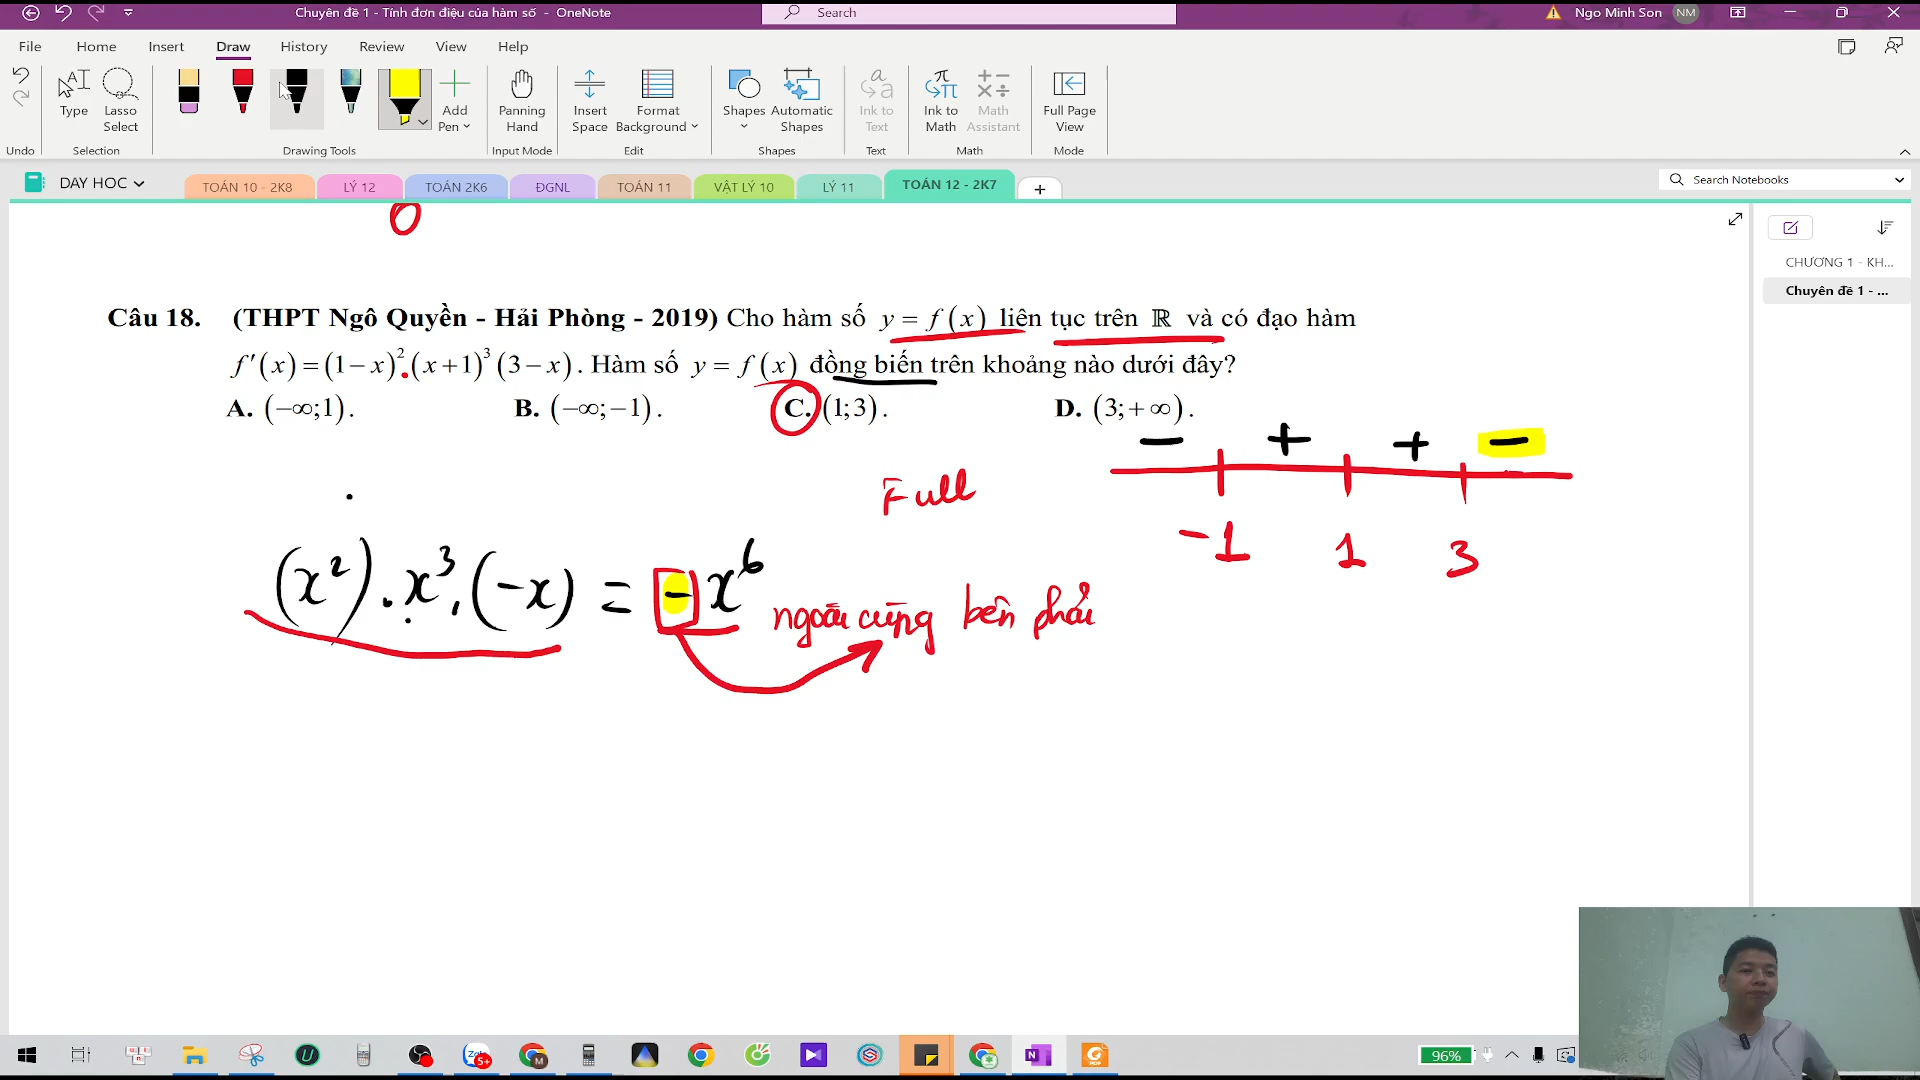 Chuyên đề 1 - Tính đơn điệu của hàm số - OneNote
Search
Ngo Minh Son
NM
File Home Insert Draw History Review View Help
Type
Lasso Select
Add Pen
Panning Hand
Insert Space
Format Background
Shapes
Automatic Shapes
Ink to Text
Ink to Math
Math Assistant
Full Page View
Undo Selection Drawing Tools Input Mode Edit Shapes Text Math Mode
DAY HOC
TOÁN 10 - 2K8 LÝ 12 TOÁN 2K6 ĐGNL TOÁN 11 VẬT LÝ 10 LÝ 11 TOÁN 12 - 2K7 +
Search Notebooks
CHƯƠNG 1 - KH...
Chuyên đề 1 - ...
0
Câu 18. (THPT Ngô Quyền - Hải Phòng - 2019) Cho hàm số y = f(x) liên tục trên ℝ và có đạo hàm
f'(x) = (1-x)²(x+1)³(3-x). Hàm số y = f(x) đồng biến trên khoảng nào dưới đây?
A. (-∞;1). B. (-∞;-1). C. (1;3). D. (3;+∞).
- + + -
Full
-1 1 3
(x²).x³.(-x) = -x⁶
ngoài cùng bên phải
5+
96%